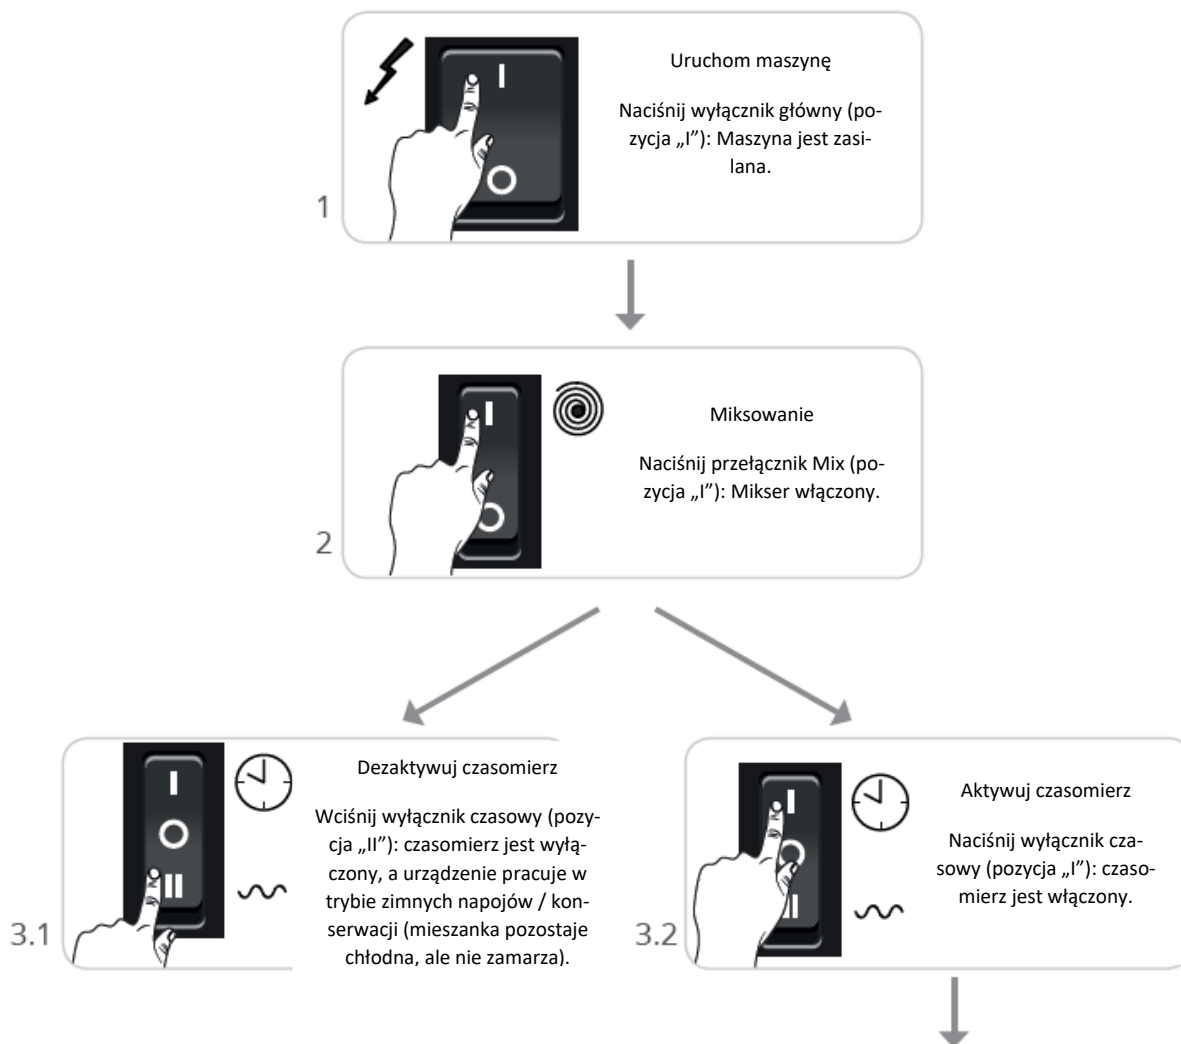 Uruchom maszynę
Naciśnij wyłącznik główny (po-
zycja „I”): Maszyna jest zasi-
lana.
I
O
1
Miksowanie
Naciśnij przełącznik Mix (po-
zycja „I”): Mikser włączony.
I
O
2
Dezaktywuj czasomierz
Wciśnij wyłącznik czasowy (pozy-
cja „II”): czasomierz jest wyłą-
czony, a urządzenie pracuje w
trybie zimnych napojów / kon-
serwacji (mieszanka pozostaje
chłodna, ale nie zamarza).
I
O
II
3.1
Aktywuj czasomierz
Naciśnij wyłącznik cza-
sowy (pozycja „I”): czaso-
mierz jest włączony.
I
O
II
3.2